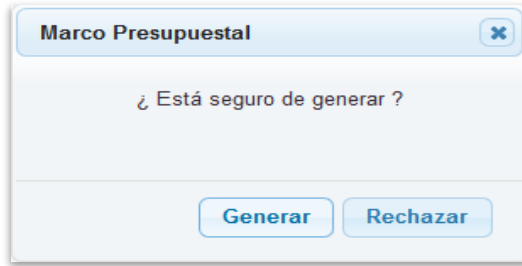 Marco Presupuestal
¿ Está seguro de generar ?
Generar Rechazar